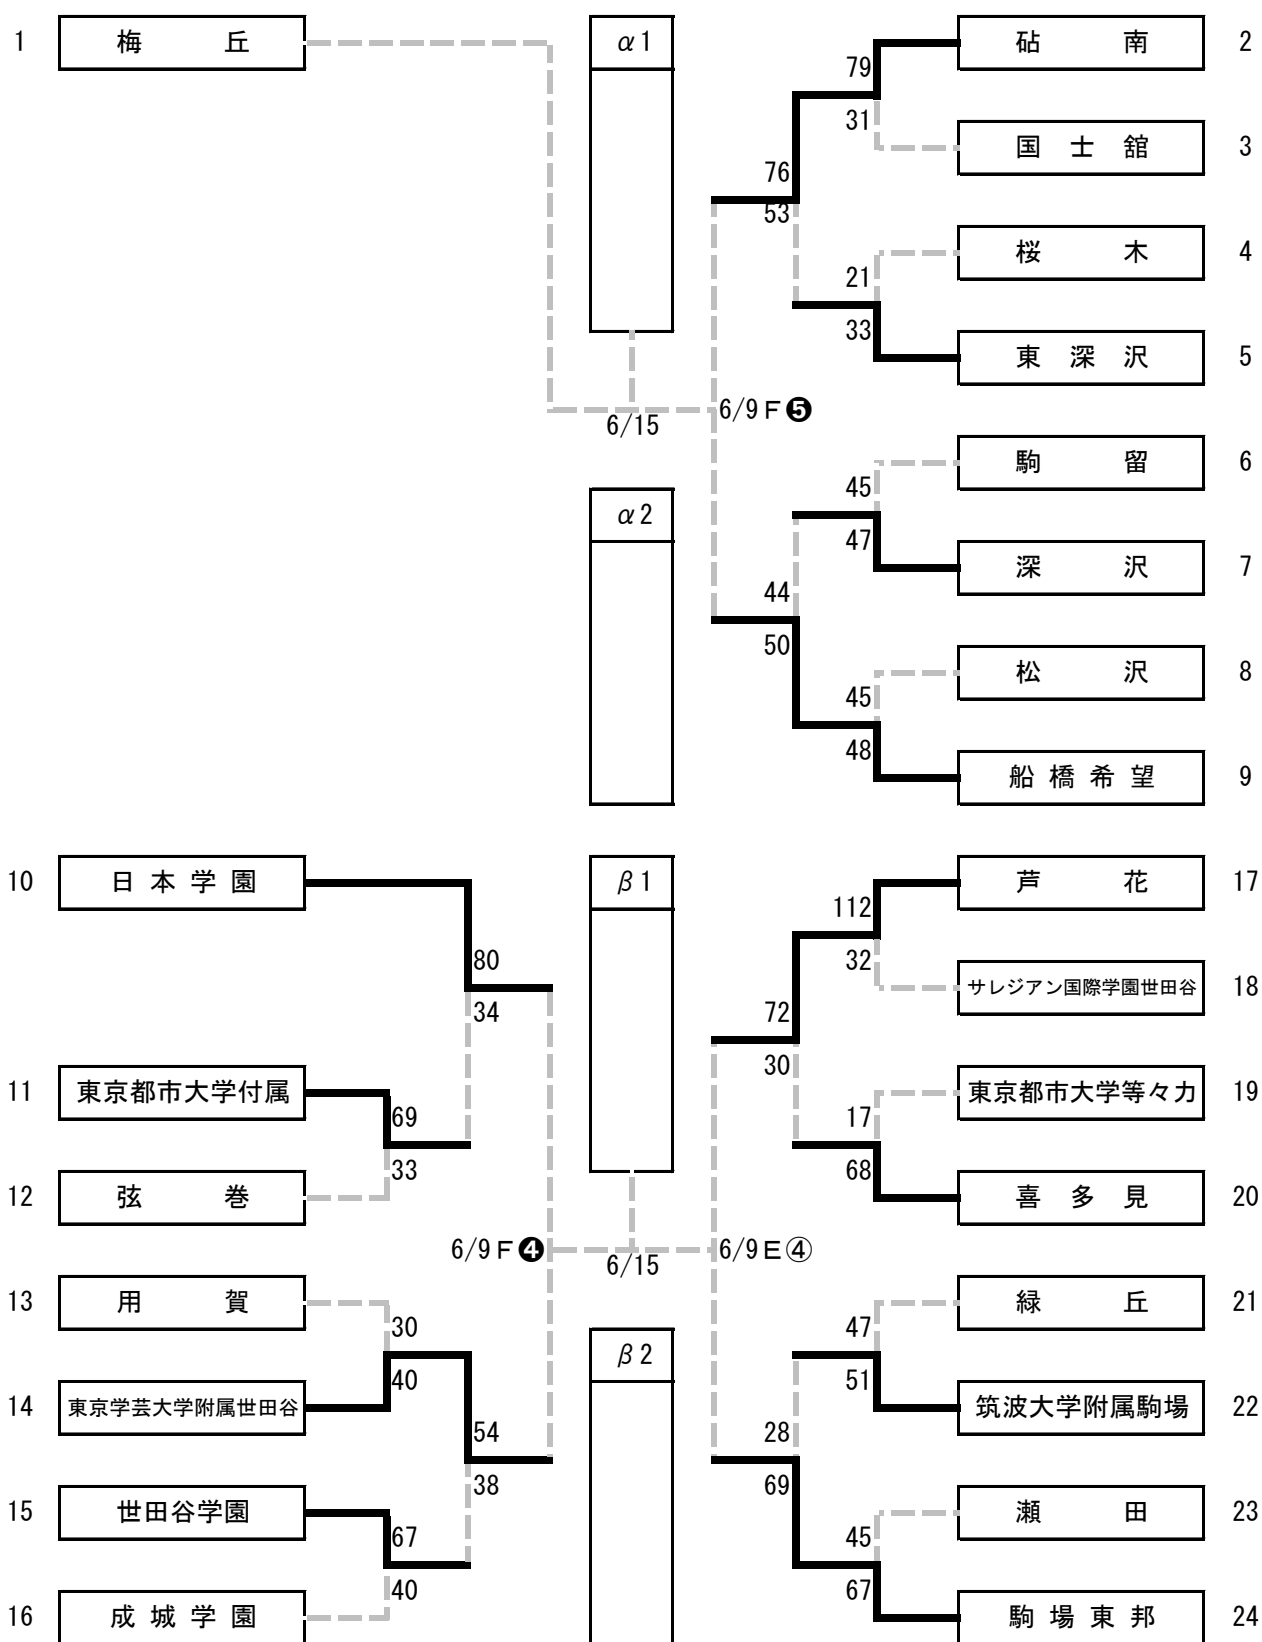 1 梅丘 α1 砧南 2
79
31
国士舘 3
76
53
桜木 4
21
33
東深沢 5
6/15 6/9 F ❺
駒留 6
α2
45
47
深沢 7
44
50
松沢 8
45
48
船橋希望 9
10 日本学園 β1 芦花 17
112
32
80
34
サレジアン国際学園世田谷 18
72
30
11 東京都市大学付属 東京都市大学等々力 19
69
33
17
68
12 弦巻 喜多見 20
6/9 F ❹ 6/15 6/9 E ④
13 用賀 緑丘 21
30
40
β2
47
51
14 東京学芸大学附属世田谷 筑波大学附属駒場 22
54
38
28
69
15 世田谷学園 瀬田 23
67
40
45
67
16 成城学園 駒場東邦 24